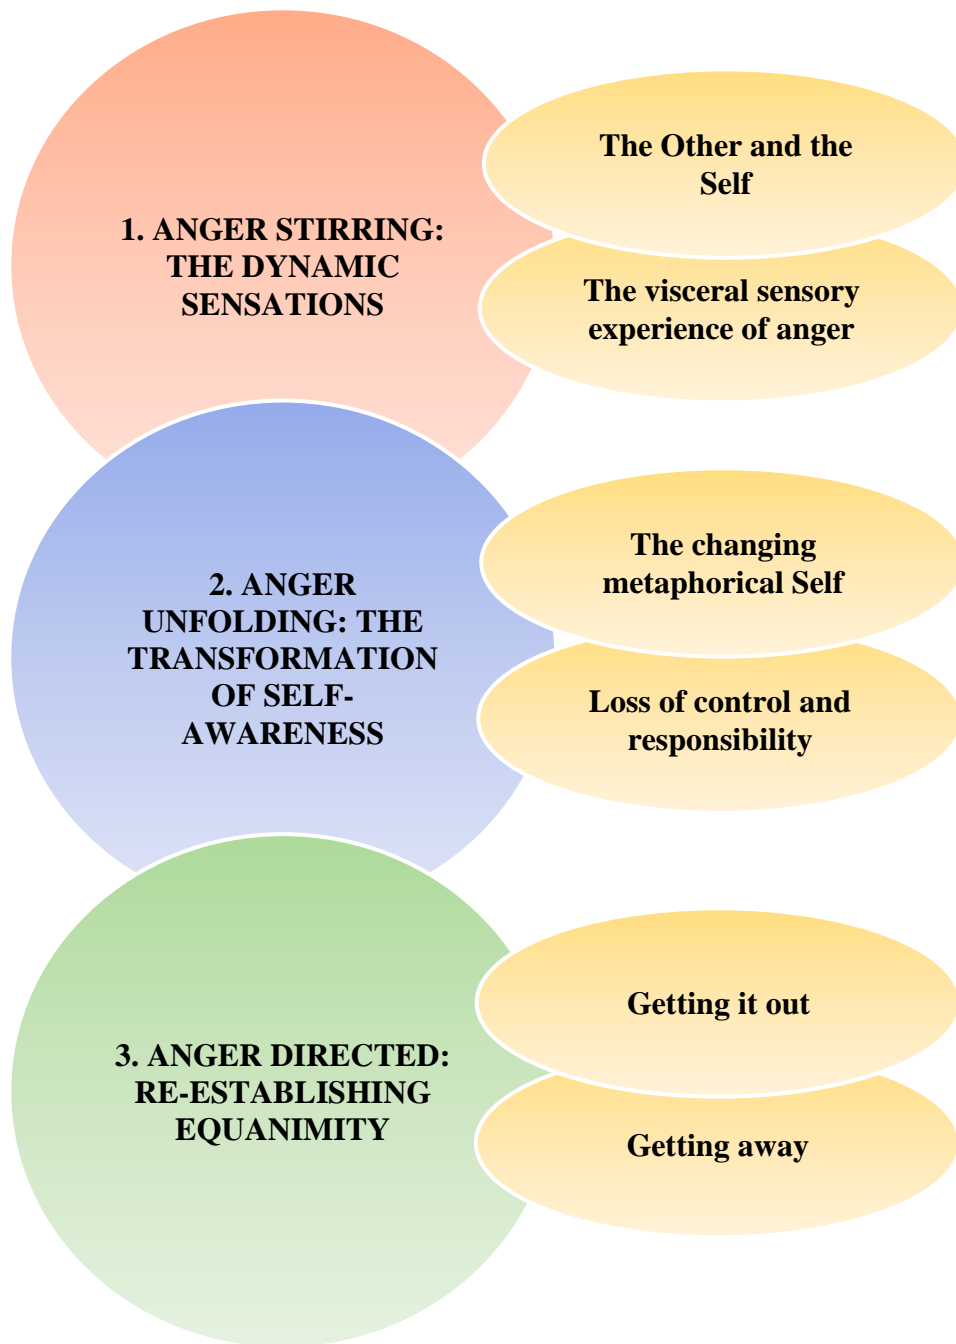 1. ANGER STIRRING:
THE DYNAMIC
SENSATIONS
The Other and the
Self
The visceral sensory
experience of anger
2. ANGER
UNFOLDING: THE
TRANSFORMATION
OF SELF-
AWARENESS
The changing
metaphorical Self
Loss of control and
responsibility
3. ANGER DIRECTED:
RE-ESTABLISHING
EQUANIMITY
Getting it out
Getting away